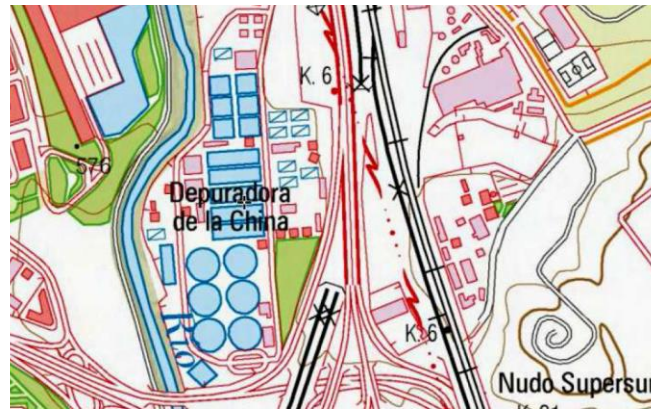 K. 6
576
Depuradora
de la China
Río
K. 6
Nudo Supersur